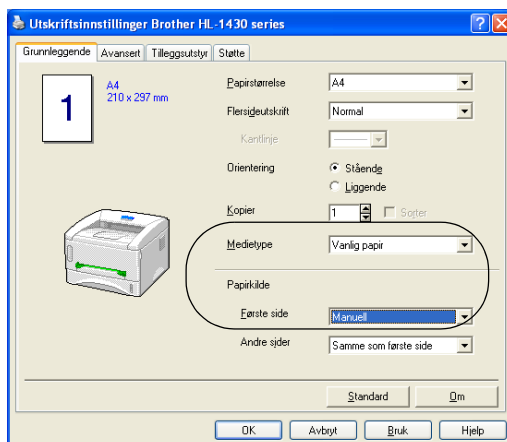 Utskriftsinnstillinger Brother HL-1430 series
Grunnleggende Avansert Tilleggsutstyr Støtte
1
A4
210 x 297 mm
Papirstørrelse A4
Flersideutskrift Normal
Kantlinje
Orientering Stående
Liggende
Kopier 1 Sorter
Medietype Vanlig papir
Papirkilde
Første side Manuell
Andre sider Samme som første side
Standard Om
OK Avbryt Bruk Hjelp